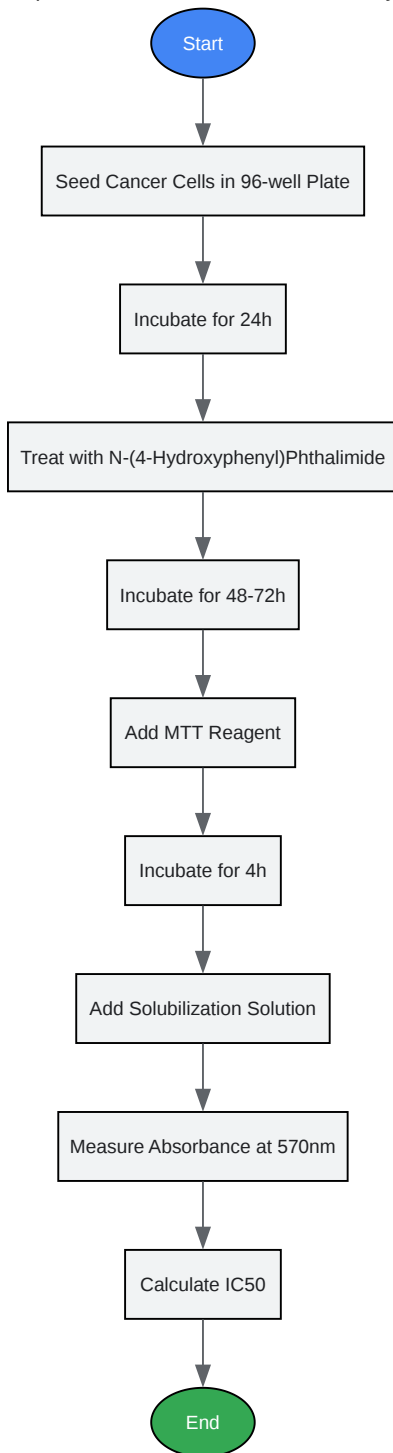 Start
Seed Cancer Cells in 96-well Plate
Incubate for 24h
Treat with N-(4-Hydroxyphenyl)Phthalimide
Incubate for 48-72h
Add MTT Reagent
Incubate for 4h
Add Solubilization Solution
Measure Absorbance at 570nm
Calculate IC50
End